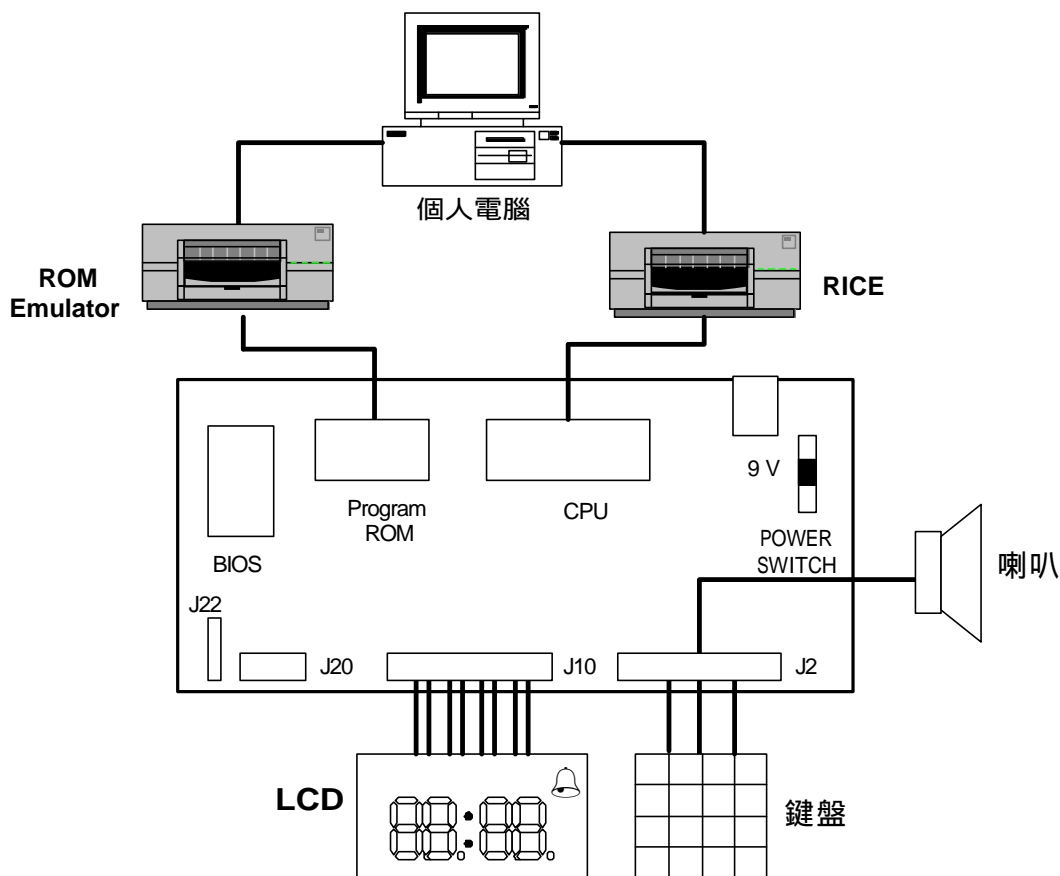 個人電腦
ROM
Emulator
RICE
Program
ROM
CPU
9 V
POWER
SWITCH
BIOS
喇叭
J22
J20
J10
J2
LCD
鍵盤